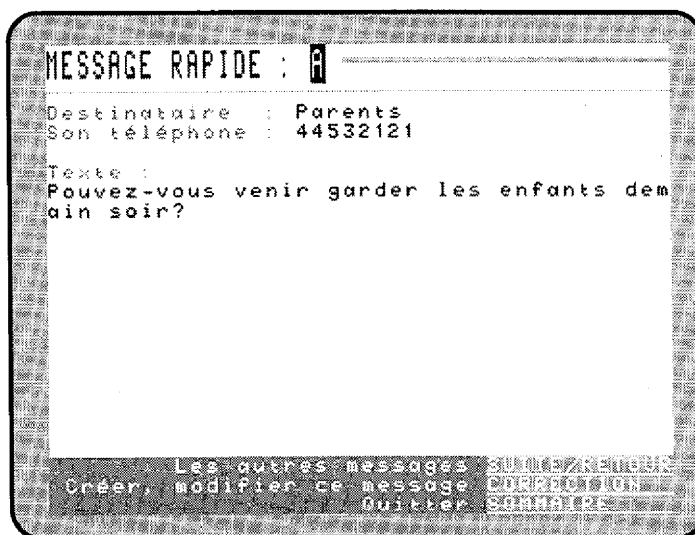 MESSAGE RAPIDE : A
Destinataire : Parents
Son téléphone : 44532121
Texte :
Pouvez-vous venir garder les enfants dem
ain soir?
Les autres messages SUITE/RETOUR
Créer, modifier ce message CORRECTION
Quitter SOMMAIRE